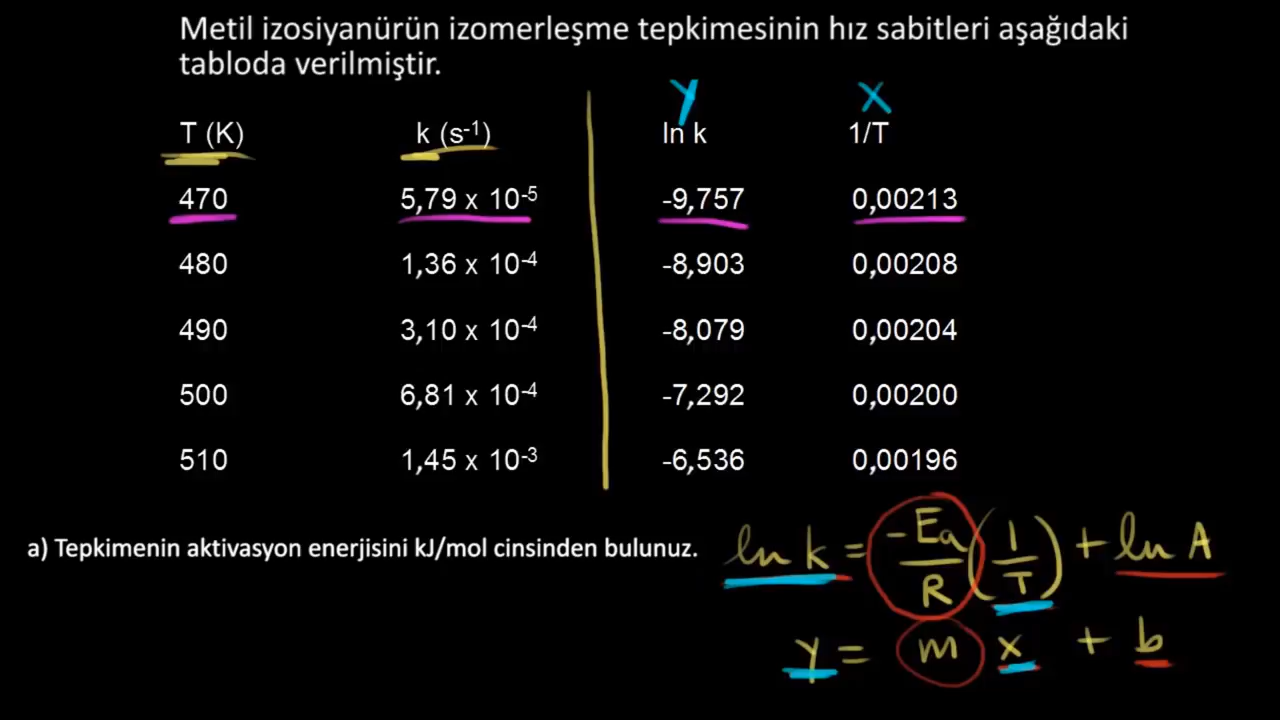 Metil izosiyanürün izomerleşme tepkimesinin hız sabitleri aşağıdaki
tabloda verilmiştir.
y x
T (K) k (s⁻¹) ln k 1/T
470 5,79 x 10⁻⁵ -9,757 0,00213
480 1,36 x 10⁻⁴ -8,903 0,00208
490 3,10 x 10⁻⁴ -8,079 0,00204
500 6,81 x 10⁻⁴ -7,292 0,00200
510 1,45 x 10⁻³ -6,536 0,00196
a) Tepkimenin aktivasyon enerjisini kJ/mol cinsinden bulunuz.
ln k = -Ea/R (1/T) + ln A
y = m x + b